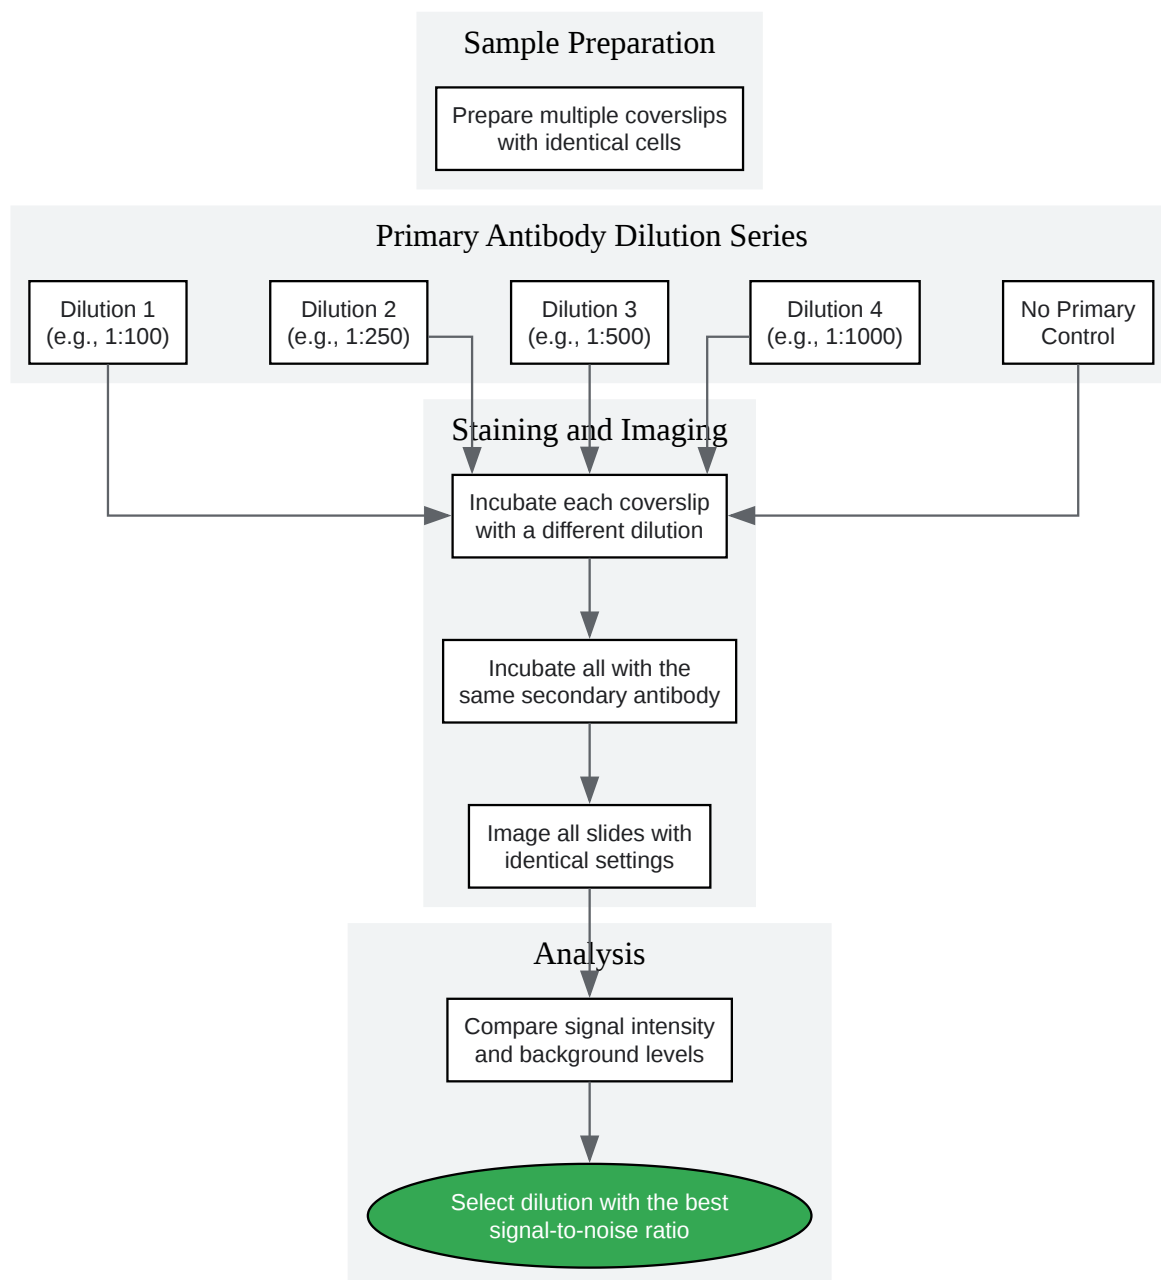 Sample Preparation
Prepare multiple coverslips
with identical cells
Primary Antibody Dilution Series
Dilution 1
(e.g., 1:100)
Dilution 2
(e.g., 1:250)
Dilution 3
(e.g., 1:500)
Dilution 4
(e.g., 1:1000)
No Primary
Control
Staining and Imaging
Incubate each coverslip
with a different dilution
Incubate all with the
same secondary antibody
Image all slides with
identical settings
Analysis
Compare signal intensity
and background levels
Select dilution with the best
signal-to-noise ratio